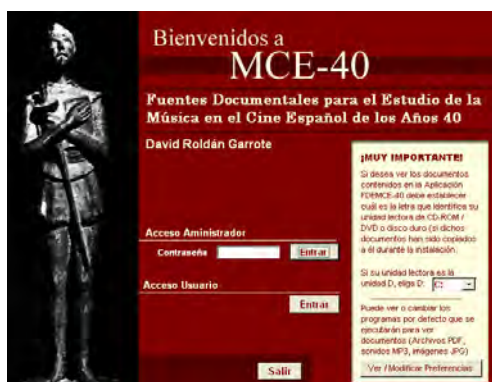 Bienvenidos a
MCE-40
Fuentes Documentales para el Estudio de la
Música en el Cine Español de los Años 40
David Roldán Garrote
Acceso Aministrador
Contraseña
Entrar
Acceso Usuario
Entrar
Salir
¡MUY IMPORTANTE!
Si desea ver los documentos
contenidos en la Aplicación
FDEMCE-40 debe establecer
cuál es la letra que identifica su
unidad lectora de CD-ROM /
DVD o disco duro (si dichos
documentos han sido copiados
a él durante la instalación.
Si su unidad lectora es la
unidad D, elija D: C:
Puede ver o cambiar los
programas por defecto que se
ejecutarán para ver
documentos (Archivos PDF,
sonidos MP3, imágenes JPG)
Ver / Modificar Preferencias